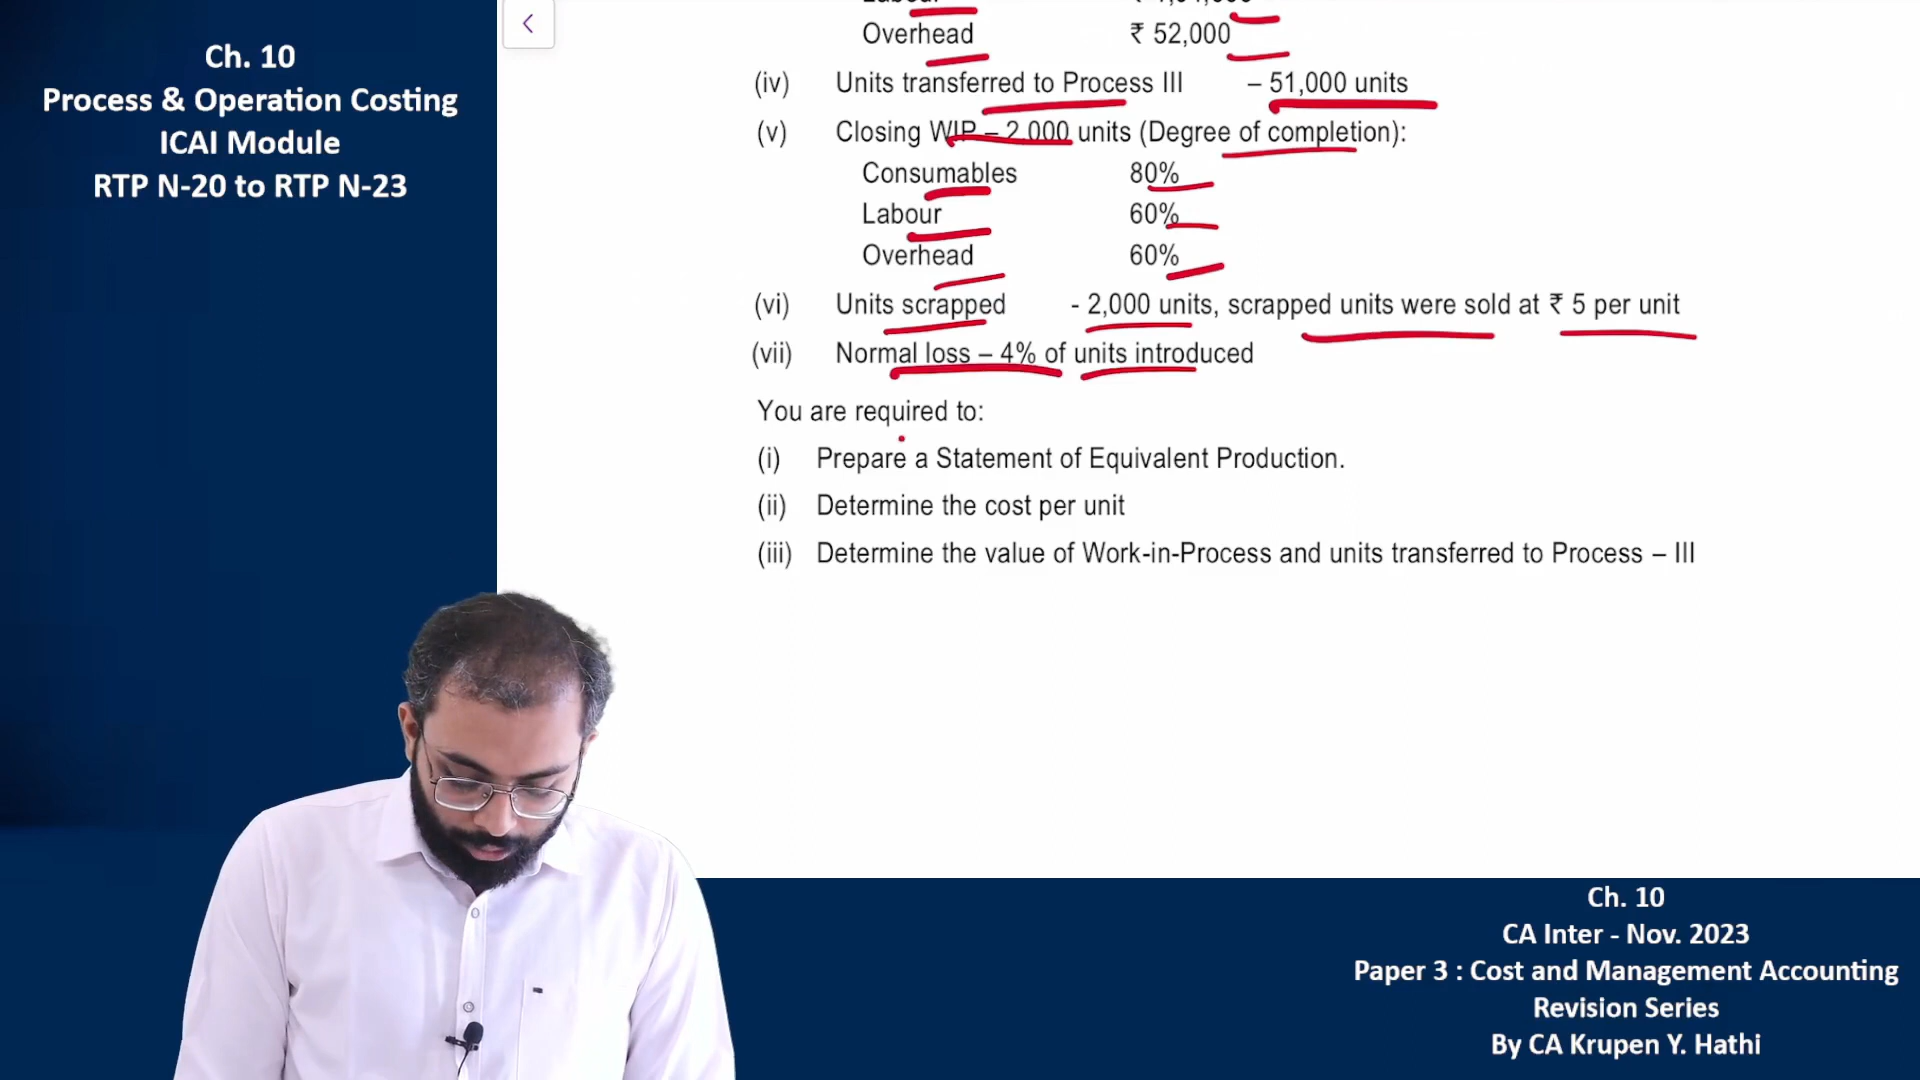 Ch. 10
Process & Operation Costing
ICAI Module
RTP N-20 to RTP N-23
Overhead ₹ 52,000
(iv) Units transferred to Process III – 51,000 units
(v) Closing WIP – 2,000 units (Degree of completion):
Consumables 80%
Labour 60%
Overhead 60%
(vi) Units scrapped - 2,000 units, scrapped units were sold at ₹ 5 per unit
(vii) Normal loss – 4% of units introduced
You are required to:
(i) Prepare a Statement of Equivalent Production.
(ii) Determine the cost per unit
(iii) Determine the value of Work-in-Process and units transferred to Process – III
Ch. 10
CA Inter - Nov. 2023
Paper 3 : Cost and Management Accounting
Revision Series
By CA Krupen Y. Hathi